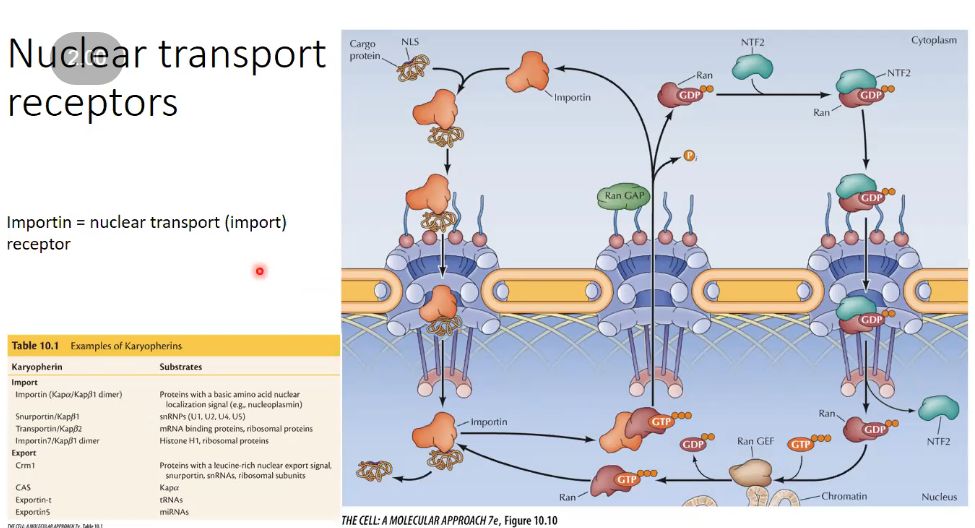 Nuclear transport
receptors
2.00
Importin = nuclear transport (import)
receptor
Table 10.1 Examples of Karyopherins
Karyopherin Substrates
Import
Importin (Kapα/Kapβ1 dimer) Proteins with a basic amino acid nuclear
localization signal (e.g., nucleoplasmin)
Snurportin/Kapβ1 snRNPs (U1, U2, U4, U5)
Transportin/Kapβ2 mRNA binding proteins, ribosomal proteins
Importin7/Kapβ1 dimer Histone H1, ribosomal proteins
Export
Crm1 Proteins with a leucine-rich nuclear export signal,
snurportin, snRNAs, ribosomal subunits
CAS Kapα
Exportin-t tRNAs
Exportin5 miRNAs
THE CELL: A MOLECULAR APPROACH 7e, Table 10.1
Cargo
protein
NLS
Importin
Ran
GDP
NTF2
Cytoplasm
NTF2
Ran
GDP
Pi
Ran GAP
GDP
GDP
Importin
GTP
GDP
Ran GEF
GTP
Ran
GDP
NTF2
Ran
GTP
Chromatin
Nucleus
THE CELL: A MOLECULAR APPROACH 7e, Figure 10.10